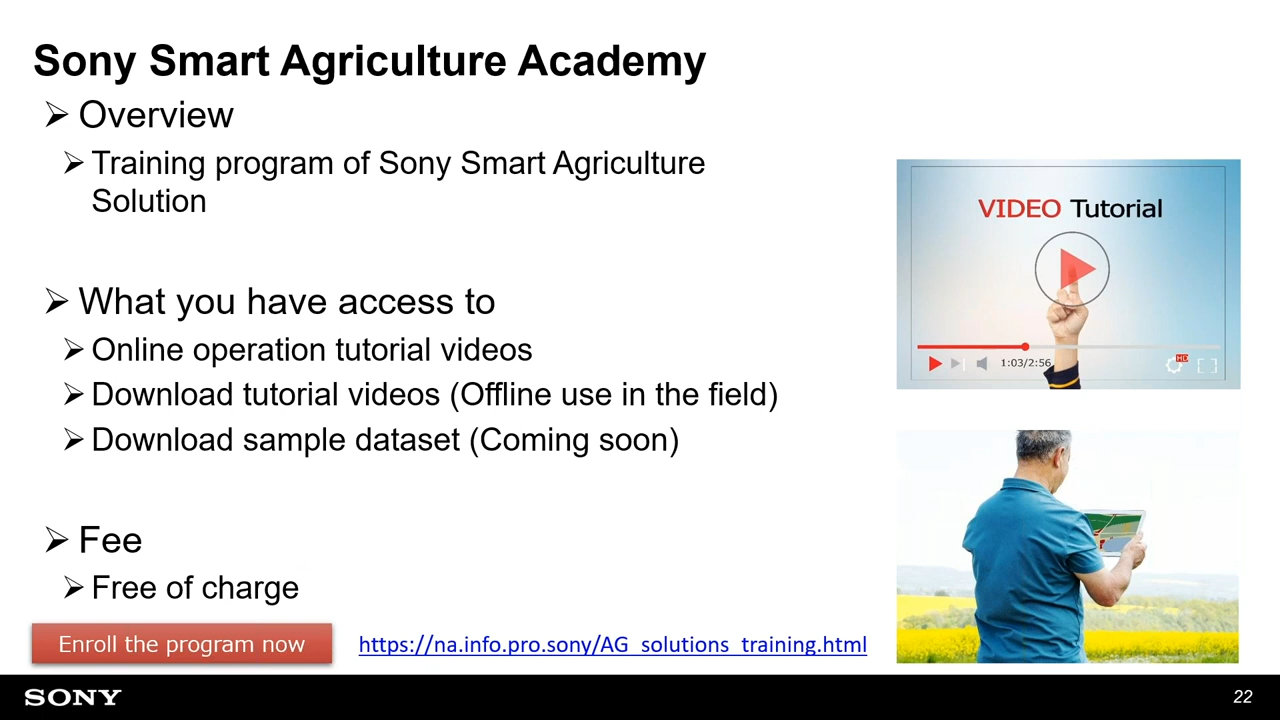 Sony Smart Agriculture Academy
Overview
Training program of Sony Smart Agriculture
Solution
What you have access to
Online operation tutorial videos
Download tutorial videos (Offline use in the field)
Download sample dataset (Coming soon)
Fee
Free of charge
Enroll the program now
https://na.info.pro.sony/AG_solutions_training.html
VIDEO Tutorial
1:03/2:56
HD
SONY
22